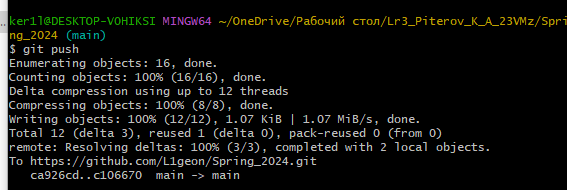 ker1l@DESKTOP-VOHIKSI MINGW64 ~/OneDrive/Рабочий стол/Lr3_Piterov_K_A_23VMz/Spri
ng_2024 (main)
$ git push
Enumerating objects: 16, done.
Counting objects: 100% (16/16), done.
Delta compression using up to 12 threads
Compressing objects: 100% (8/8), done.
Writing objects: 100% (12/12), 1.07 KiB | 1.07 MiB/s, done.
Total 12 (delta 3), reused 1 (delta 0), pack-reused 0 (from 0)
remote: Resolving deltas: 100% (3/3), completed with 2 local objects.
To https://github.com/L1geon/Spring_2024.git
   ca926cd..c106670  main -> main